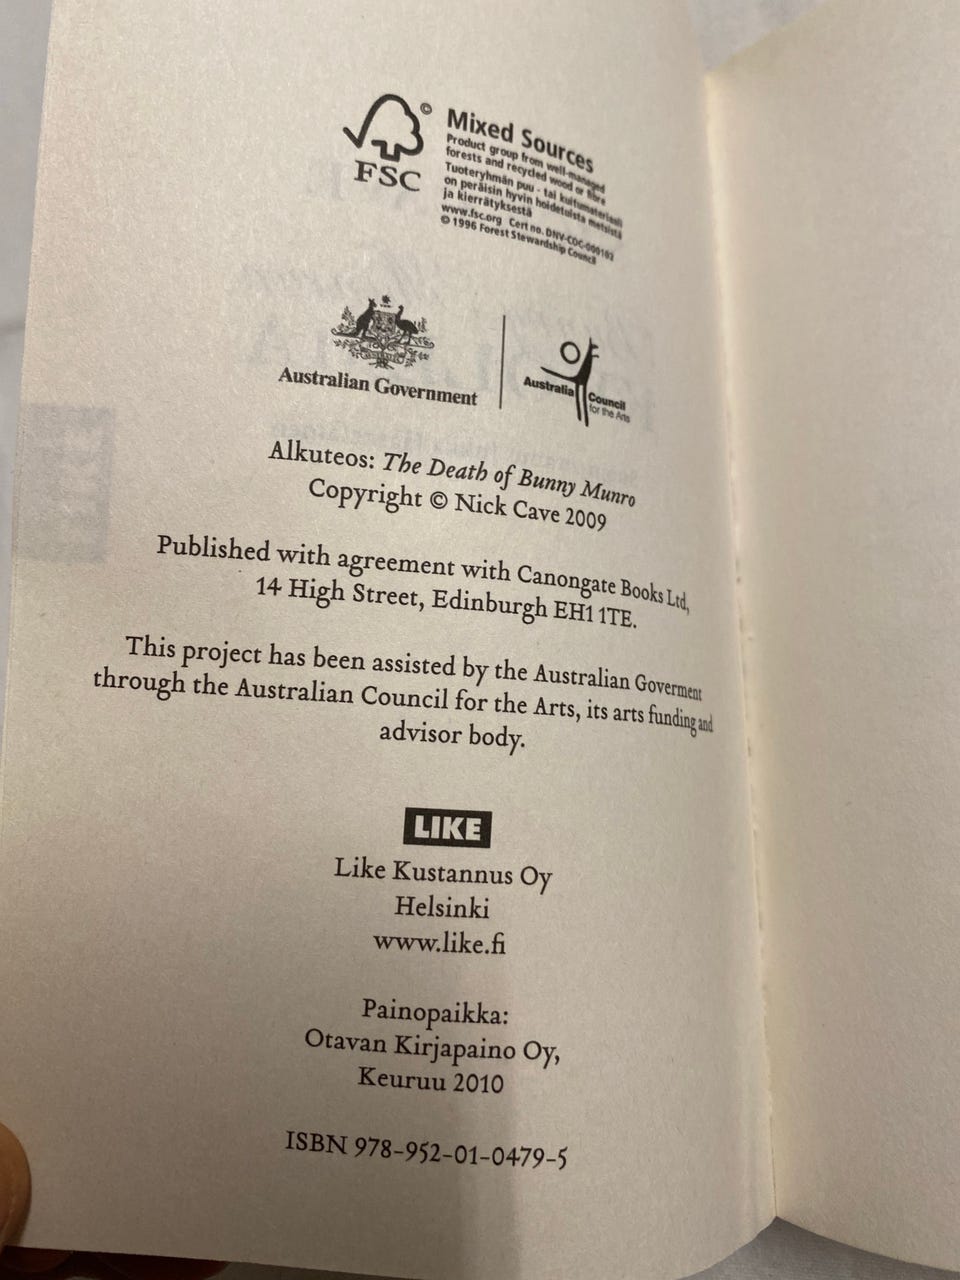 ©
FSC
Mixed Sources
Product group from well-managed
forests and recycled wood or fibre
Tuoteryhmän puu - tai kuitumateriaali
on peräisin hyvin hoidetuista metsistä
ja kierrätyksestä
www.fsc.org Cert no. DNV-COC-000102
© 1996 Forest Stewardship Council
Australian Government
Australia Council
for the Arts
Alkuteos: The Death of Bunny Munro
Copyright © Nick Cave 2009
Published with agreement with Canongate Books Ltd,
14 High Street, Edinburgh EH1 1TE.
This project has been assisted by the Australian Goverment
through the Australian Council for the Arts, its arts funding and
advisor body.
LIKE
Like Kustannus Oy
Helsinki
www.like.fi
Painopaikka:
Otavan Kirjapaino Oy,
Keuruu 2010
ISBN 978-952-01-0479-5